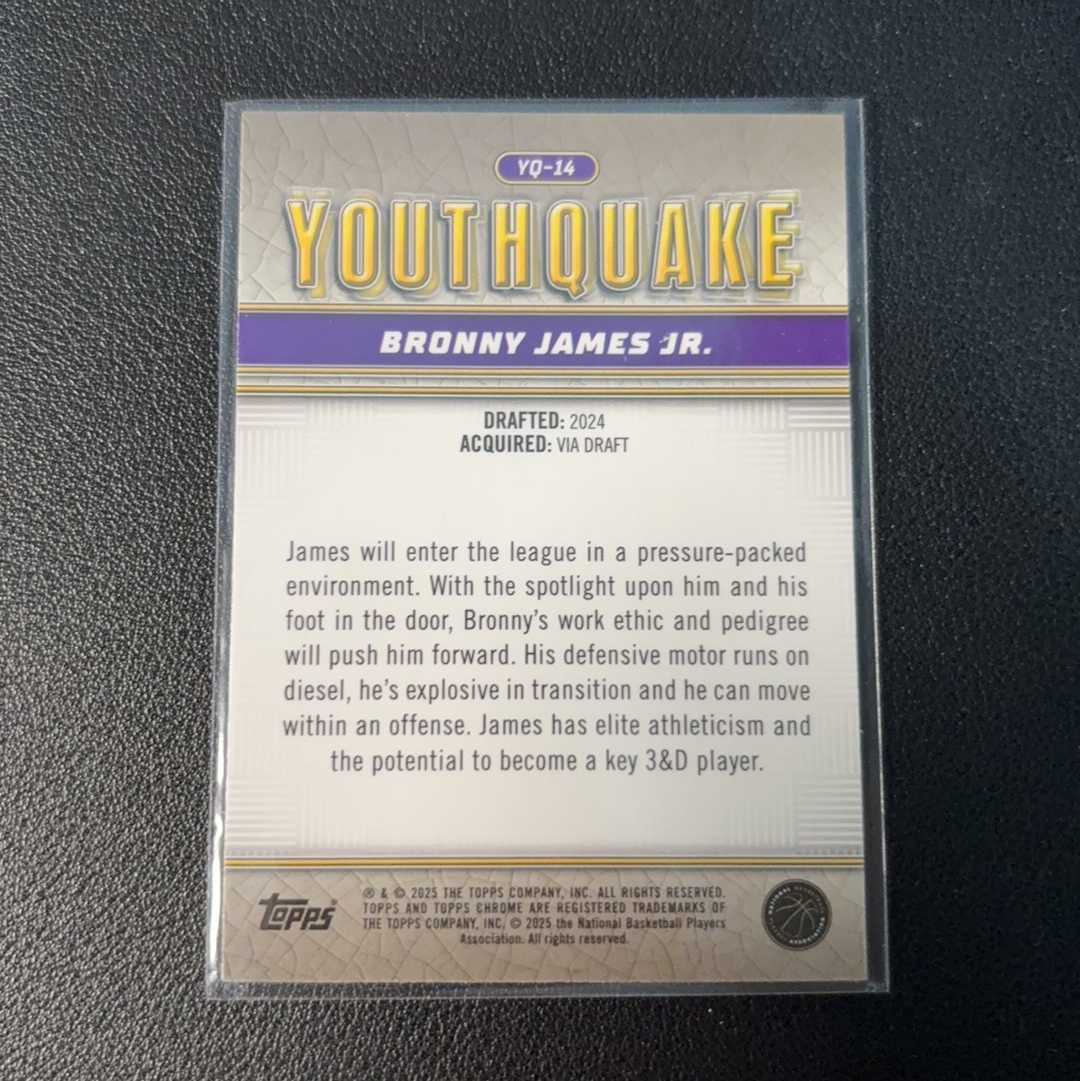 YQ-14
YOUTHQUAKE
BRONNY JAMES JR.
DRAFTED: 2024
ACQUIRED: VIA DRAFT
James will enter the league in a pressure-packed
environment. With the spotlight upon him and his
foot in the door, Bronny's work ethic and pedigree
will push him forward. His defensive motor runs on
diesel, he's explosive in transition and he can move
within an offense. James has elite athleticism and
the potential to become a key 3&D player.
topps
® & © 2025 THE TOPPS COMPANY, INC. ALL RIGHTS RESERVED.
TOPPS AND TOPPS CHROME ARE REGISTERED TRADEMARKS OF
THE TOPPS COMPANY, INC. © 2025 the National Basketball Players
Association. All rights reserved.